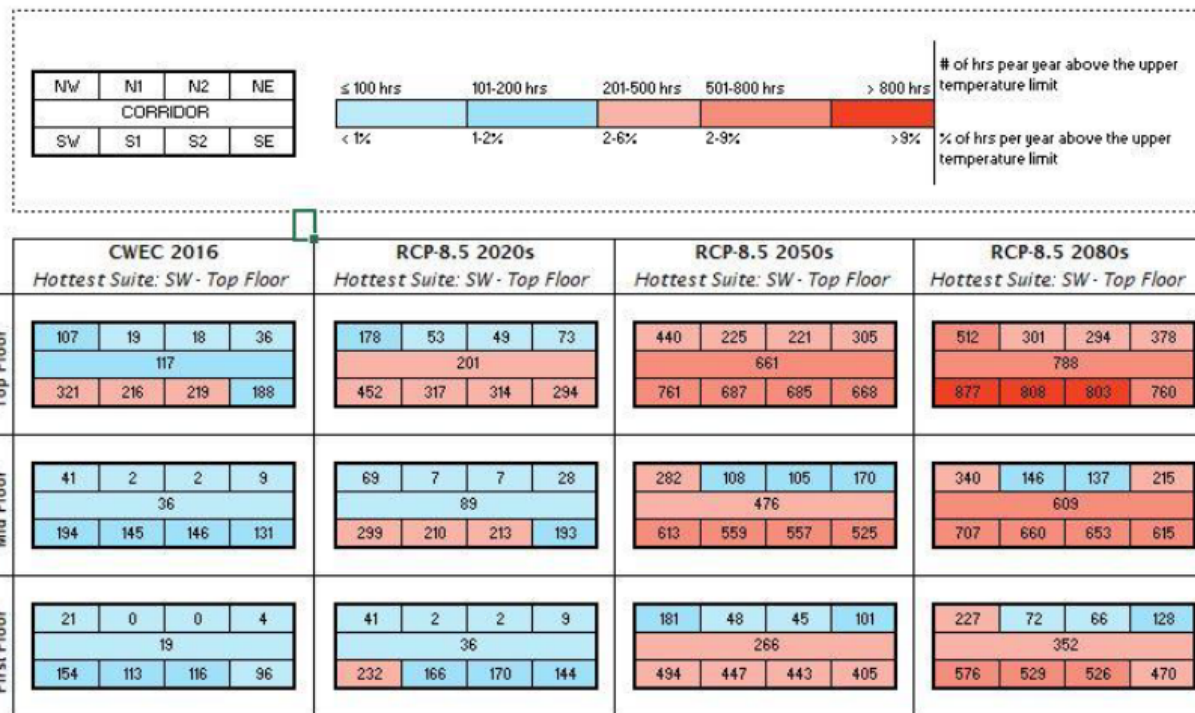 # of hrs pear year above the upper
temperature limit
NW N1 N2 NE
CORRIDOR
SW S1 S2 SE
≤ 100 hrs 101-200 hrs 201-500 hrs 501-800 hrs > 800 hrs
< 1% 1-2% 2-6% 2-9% >9%
% of hrs per year above the upper
temperature limit
CWEC 2016 RCP-8.5 2020s RCP-8.5 2050s RCP-8.5 2080s
Hottest Suite: SW - Top Floor Hottest Suite: SW - Top Floor Hottest Suite: SW - Top Floor Hottest Suite: SW - Top Floor
Top Floor
107 19 18 36 178 53 49 73 440 225 221 305 512 301 294 378
117 201 661 788
321 216 219 188 452 317 314 294 761 687 685 668 877 808 803 760
Mid Floor
41 2 2 9 69 7 7 28 282 108 105 170 340 146 137 215
36 89 476 609
194 145 146 131 299 210 213 193 613 559 557 525 707 660 653 615
First Floor
21 0 0 4 41 2 2 9 181 48 45 101 227 72 66 128
19 36 266 352
154 113 116 96 232 166 170 144 494 447 443 405 576 529 526 470